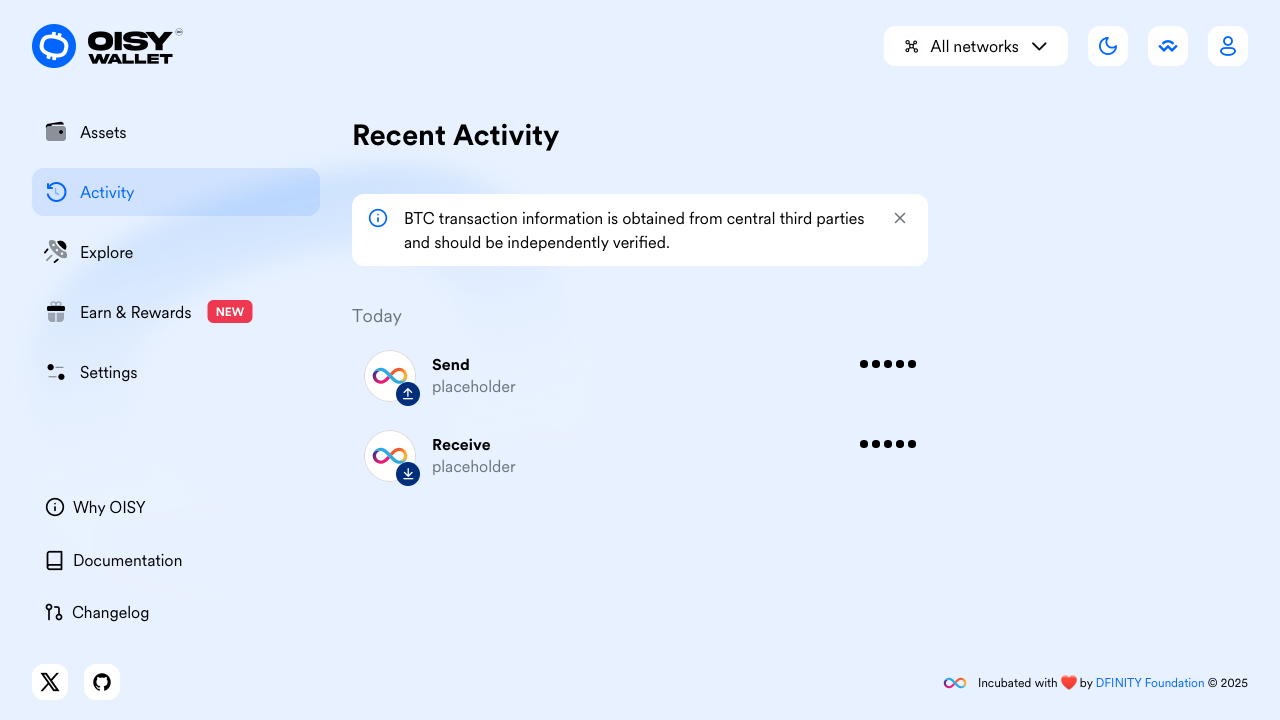 OISY
WALLET
All networks
Assets
Activity
Explore
Earn & Rewards
NEW
Settings
Why OISY
Documentation
Changelog
Recent Activity
BTC transaction information is obtained from central third parties
and should be independently verified.
Today
Send
placeholder
Receive
placeholder
Incubated with ❤️ by DFINITY Foundation © 2025